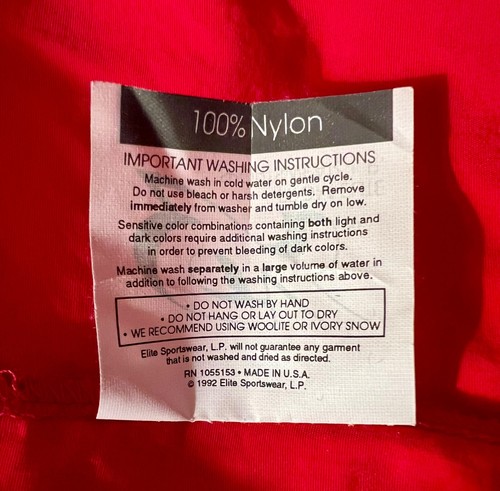 100% Nylon
IMPORTANT WASHING INSTRUCTIONS
Machine wash in cold water on gentle cycle.
Do not use bleach or harsh detergents. Remove
immediately from washer and tumble dry on low.
Sensitive color combinations containing both light and
dark colors require additional washing instructions
in order to prevent bleeding of dark colors.
Machine wash separately in a large volume of water in
addition to following the washing instructions above.
• DO NOT WASH BY HAND
• DO NOT HANG OR LAY OUT TO DRY
• WE RECOMMEND USING WOOLITE OR IVORY SNOW
Elite Sportswear, L.P. will not guarantee any garment
that is not washed and dried as directed.
RN 1055153 • MADE IN U.S.A.
© 1992 Elite Sportswear, L.P.